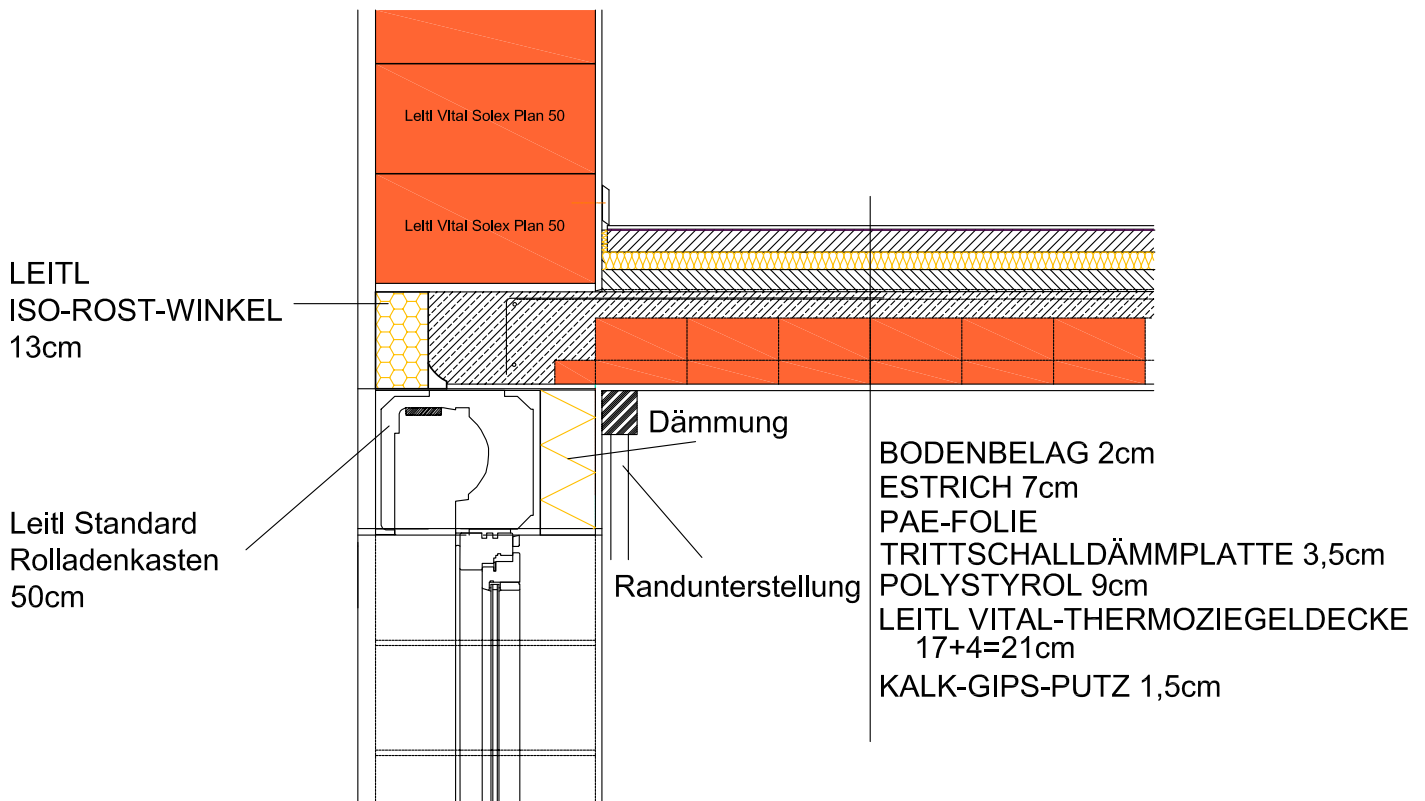 Leitl Vital Solex Plan 50
Leitl Vital Solex Plan 50
LEITL
ISO-ROST-WINKEL
13cm
Dämmung
Leitl Standard
Rolladenkasten
50cm
Randunterstellung
BODENBELAG 2cm
ESTRICH 7cm
PAE-FOLIE
TRITTSCHALLDÄMMPLATTE 3,5cm
POLYSTYROL 9cm
LEITL VITAL-THERMOZIEGELDECKE
17+4=21cm
KALK-GIPS-PUTZ 1,5cm